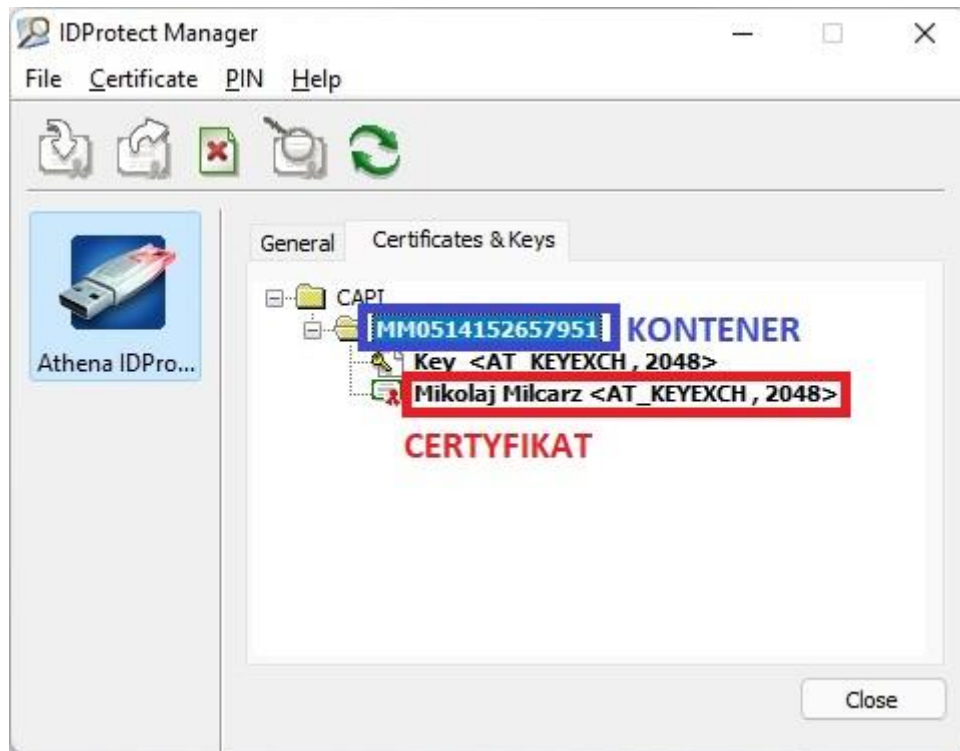 IDProtect Manager
File Certificate PIN Help
General Certificates & Keys
CAPI
MM0514152657951 KONTENER
Key <AT_KEYEXCH , 2048>
Mikolaj Milcarz <AT_KEYEXCH , 2048>
CERTYFIKAT
Athena IDPro...
Close